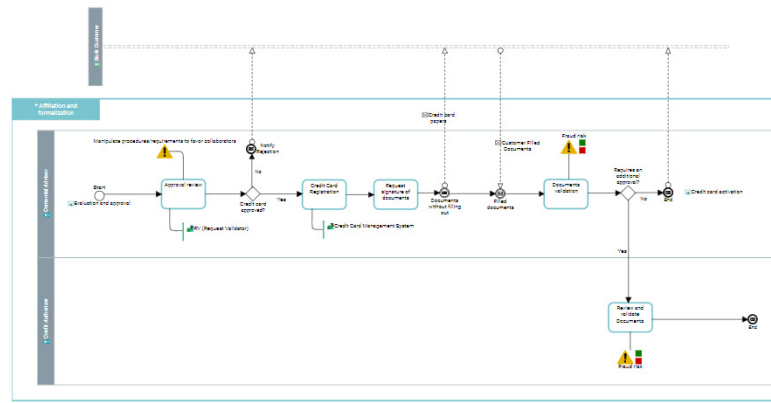 Bank Customer
Affiliation and
formalization
Manipulate procedures/requirements to favor collaborators
Notify
Rejection
Credit card
papers
Customer Filled
Documents
Fraud risk
Start
Approval review
No
Credit card
approved?
Yes
Credit Card
Registration
Request
signature of
documents
Documents
without filling
out
Filled
documents
Documents
validation
Requires an
additional
approval?
No
End
Credit card activation
Evaluation and approval
RV (Request Validator)
Credit Card Management System
Yes
Review and
validate
Documents
End
Fraud risk